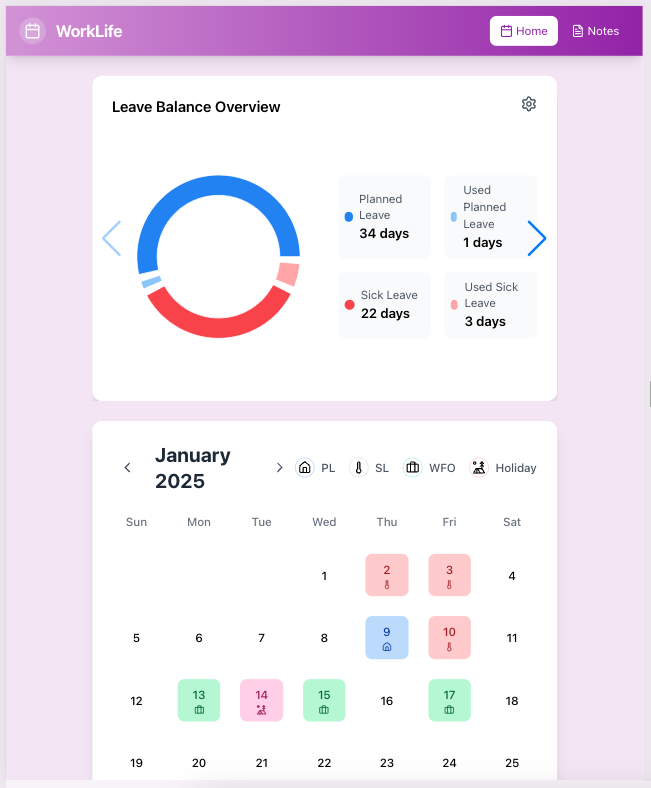 WorkLife
Home
Notes
Leave Balance Overview
Planned
Leave
34 days
Used
Planned
Leave
1 days
Sick Leave
22 days
Used Sick
Leave
3 days
January
2025
PL
SL
WFO
Holiday
Sun Mon Tue Wed Thu Fri Sat
1 2 3 4
5 6 7 8 9 10 11
12 13 14 15 16 17 18
19 20 21 22 23 24 25